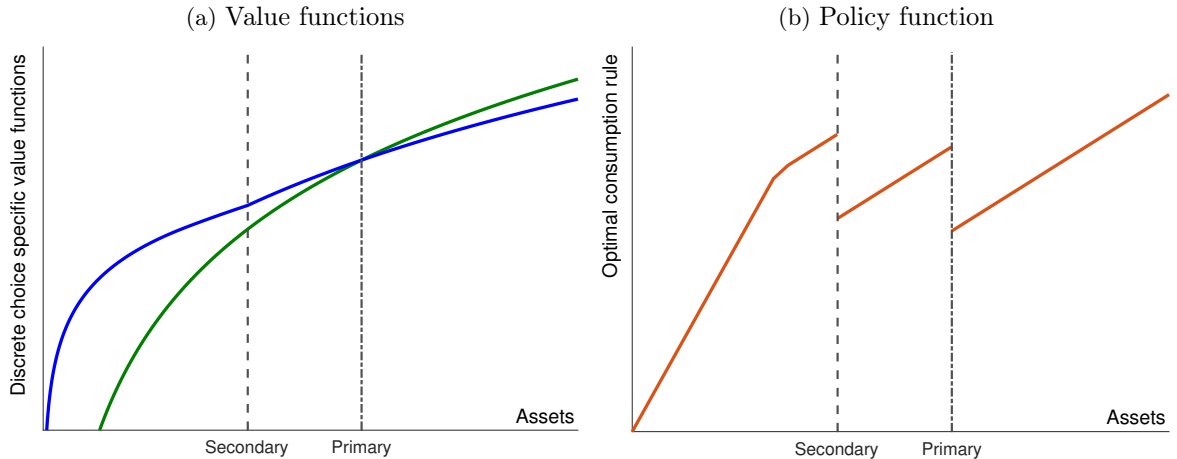 (a) Value functions
Discrete choice specific value functions
Assets
Secondary
Primary
(b) Policy function
Optimal consumption rule
Assets
Secondary
Primary